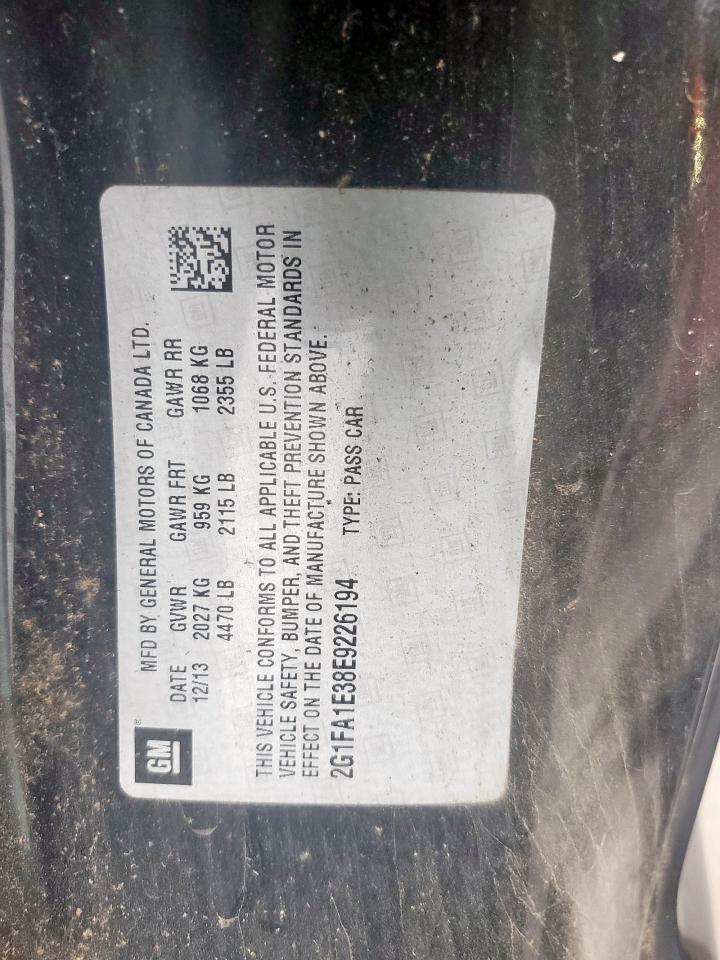 GM®
MFD BY GENERAL MOTORS OF CANADA LTD.
DATE GVWR GAWR FRT GAWR RR
12/13 2027 KG 959 KG 1068 KG
4470 LB 2115 LB 2355 LB
THIS VEHICLE CONFORMS TO ALL APPLICABLE U.S. FEDERAL MOTOR
VEHICLE SAFETY, BUMPER, AND THEFT PREVENTION STANDARDS IN
EFFECT ON THE DATE OF MANUFACTURE SHOWN ABOVE.
2G1FA1E38E9226194 TYPE: PASS CAR